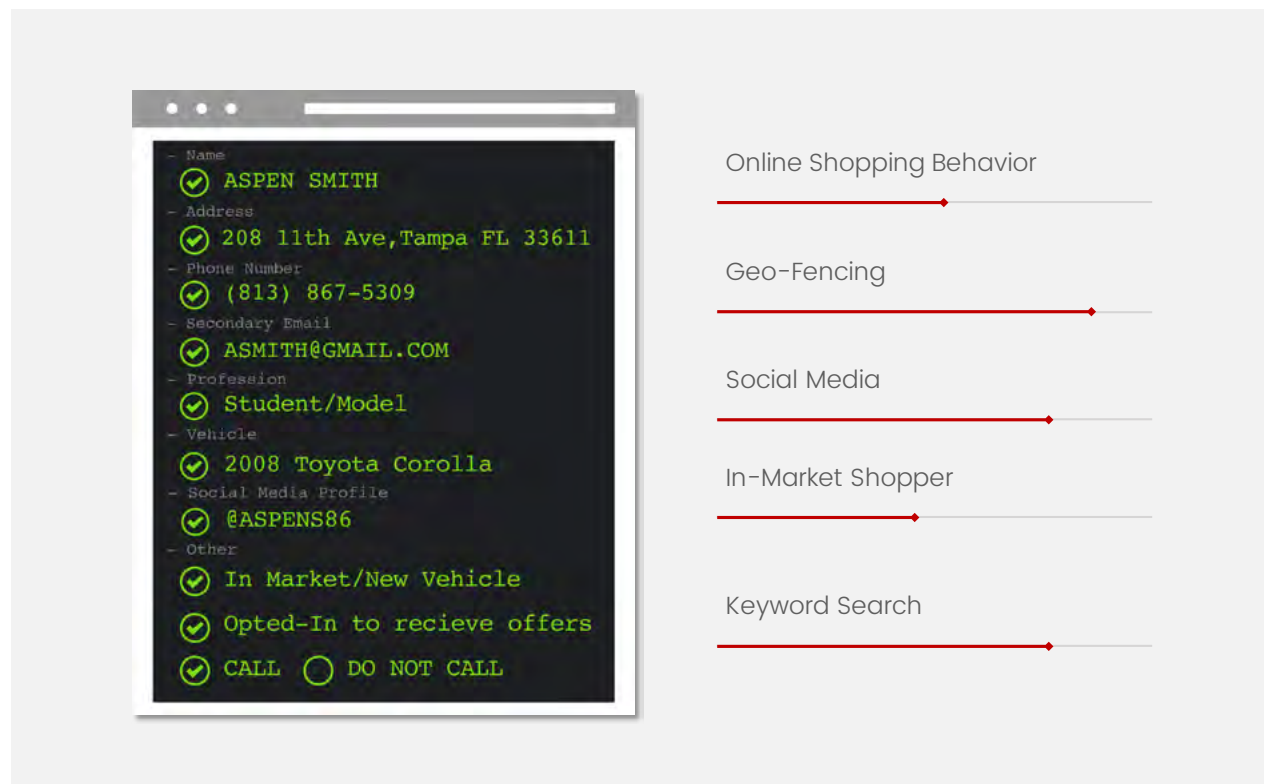 - Name
ASPEN SMITH
- Address
208 11th Ave,Tampa FL 33611
- Phone Number
(813) 867-5309
- Secondary Email
ASMITH@GMAIL.COM
- Profession
Student/Model
- Vehicle
2008 Toyota Corolla
- Social Media Profile
@ASPENS86
- Other
In Market/New Vehicle
Opted-In to recieve offers
CALL DO NOT CALL
Online Shopping Behavior
Geo-Fencing
Social Media
In-Market Shopper
Keyword Search